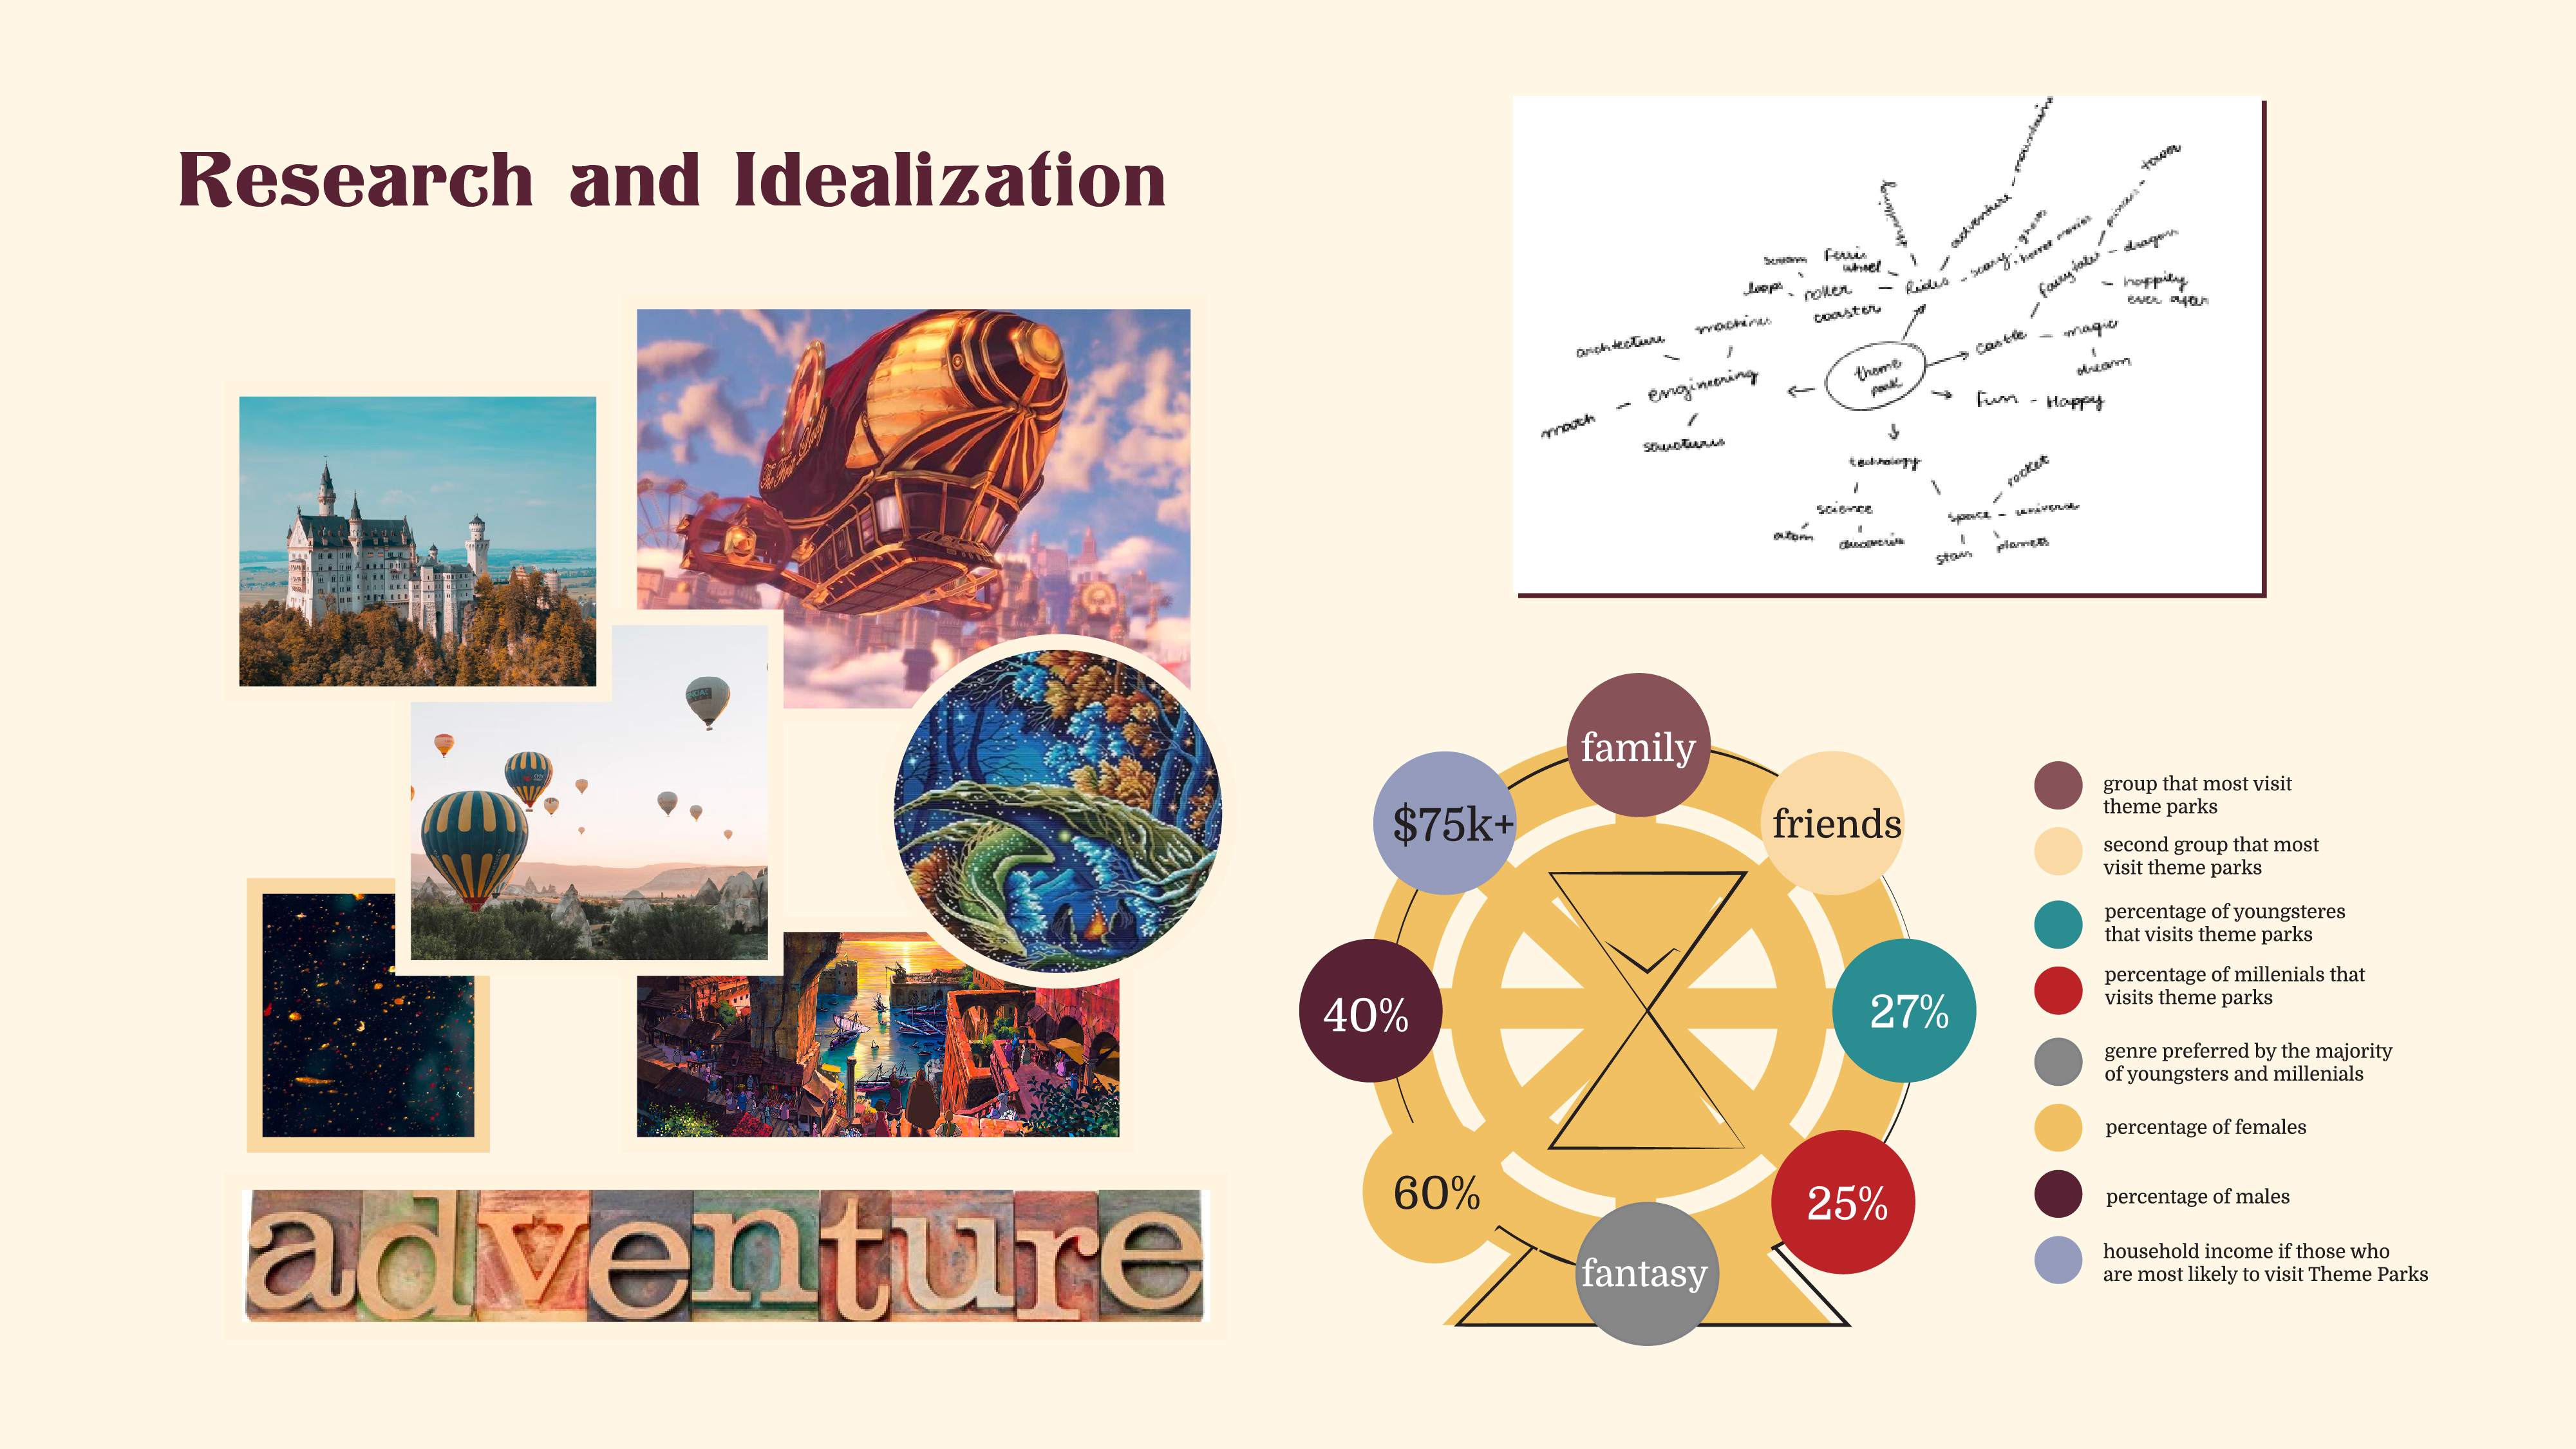 Research and Idealization
adventure
mountain
tower
adventure
ghosts
horror movies
scary
princess
dragon
fairytales
happily
ever after
scream
Ferris
wheel
Rides
loops
roller
coaster
machines
architecture
engineering
math
structures
theme
park
castle
magic
dream
Fun - Happy
technology
science
atom
discoveries
space - universe
rocket
stars
planets
family
$75k+
friends
40%
27%
60%
25%
fantasy
group that most visit
theme parks
second group that most
visit theme parks
percentage of youngsteres
that visits theme parks
percentage of millenials that
visits theme parks
genre preferred by the majority
of youngsters and millenials
percentage of females
percentage of males
household income if those who
are most likely to visit Theme Parks